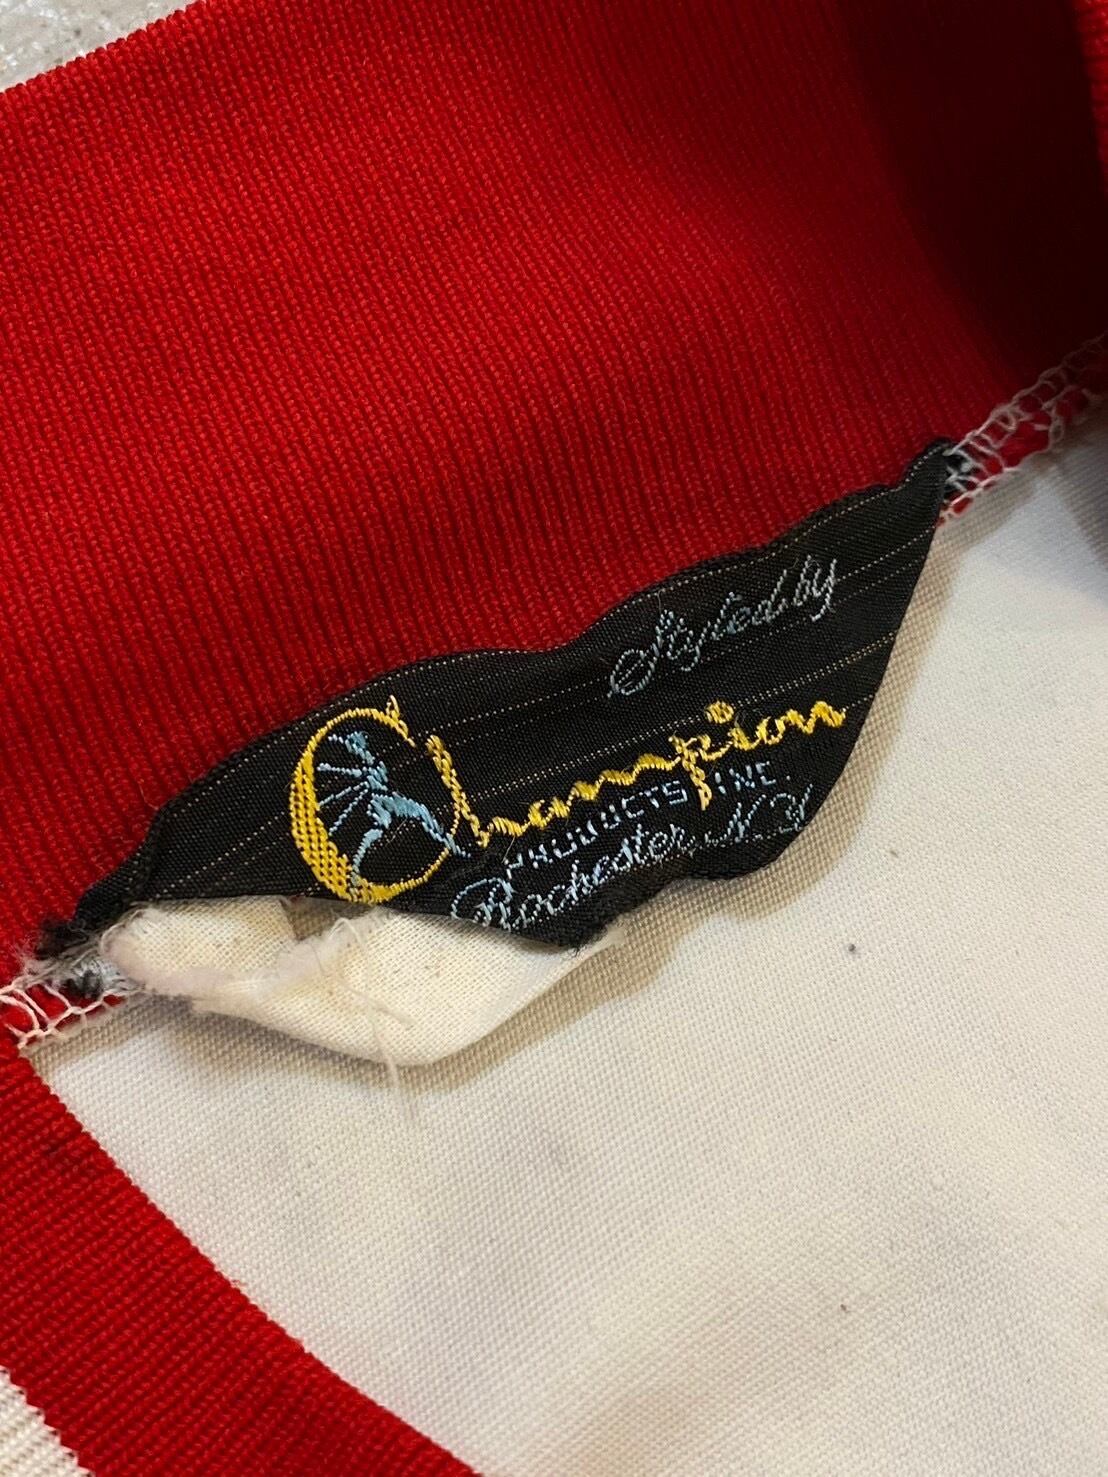 Styled by
Champion
PRODUCTS INC.
Rochester, N.Y.